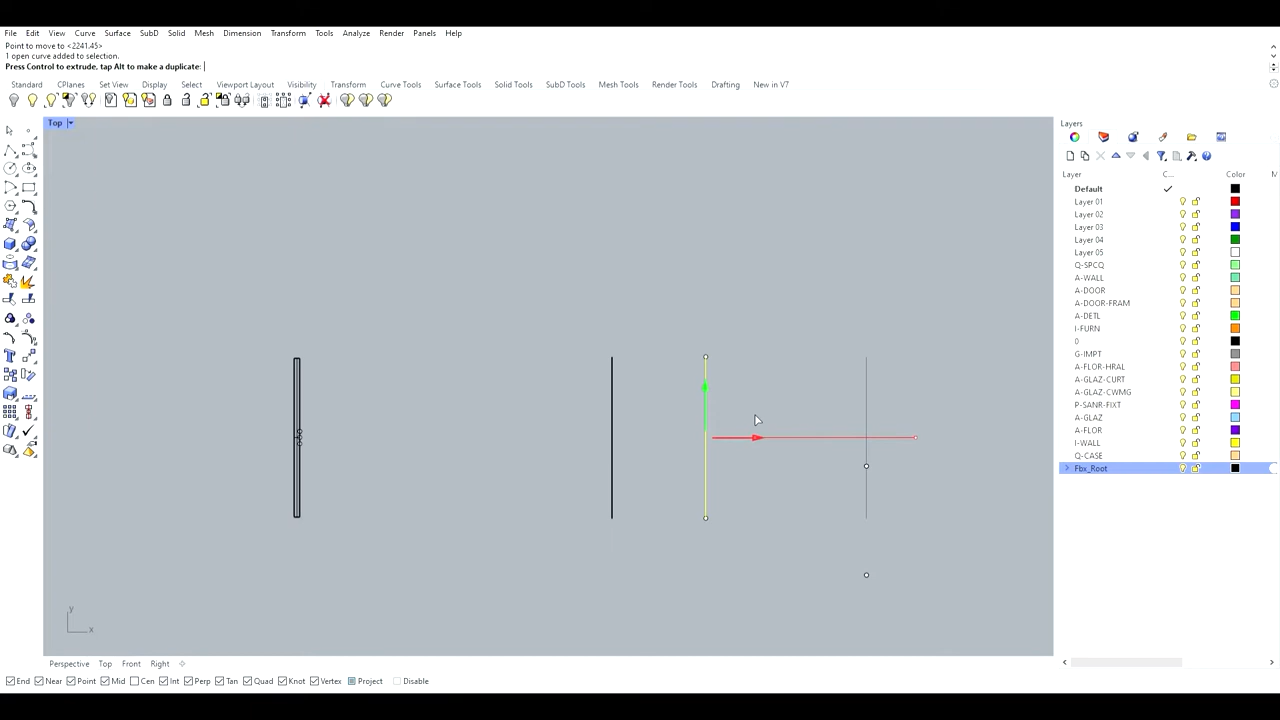 File Edit View Curve Surface SubD Solid Mesh Dimension Transform Tools Analyze Render Panels Help
Point to move to <2241.45>
1 open curve added to selection.
Press Control to extrude, tap Alt to make a duplicate:
Standard CPlanes Set View Display Select Viewport Layout Visibility Transform Curve Tools Surface Tools Solid Tools SubD Tools Mesh Tools Render Tools Drafting New in V7
Top
Layers
Layer C... Color M
Default
Layer 01
Layer 02
Layer 03
Layer 04
Layer 05
Q-SPCQ
A-WALL
A-DOOR
A-DOOR-FRAM
A-DETL
I-FURN
0
G-IMPT
A-FLOR-HRAL
A-GLAZ-CURT
A-GLAZ-CWMG
P-SANR-FIXT
A-GLAZ
A-FLOR
I-WALL
Q-CASE
Fbx_Root
y
x
Perspective Top Front Right
End Near Point Mid Cen Int Perp Tan Quad Knot Vertex Project Disable